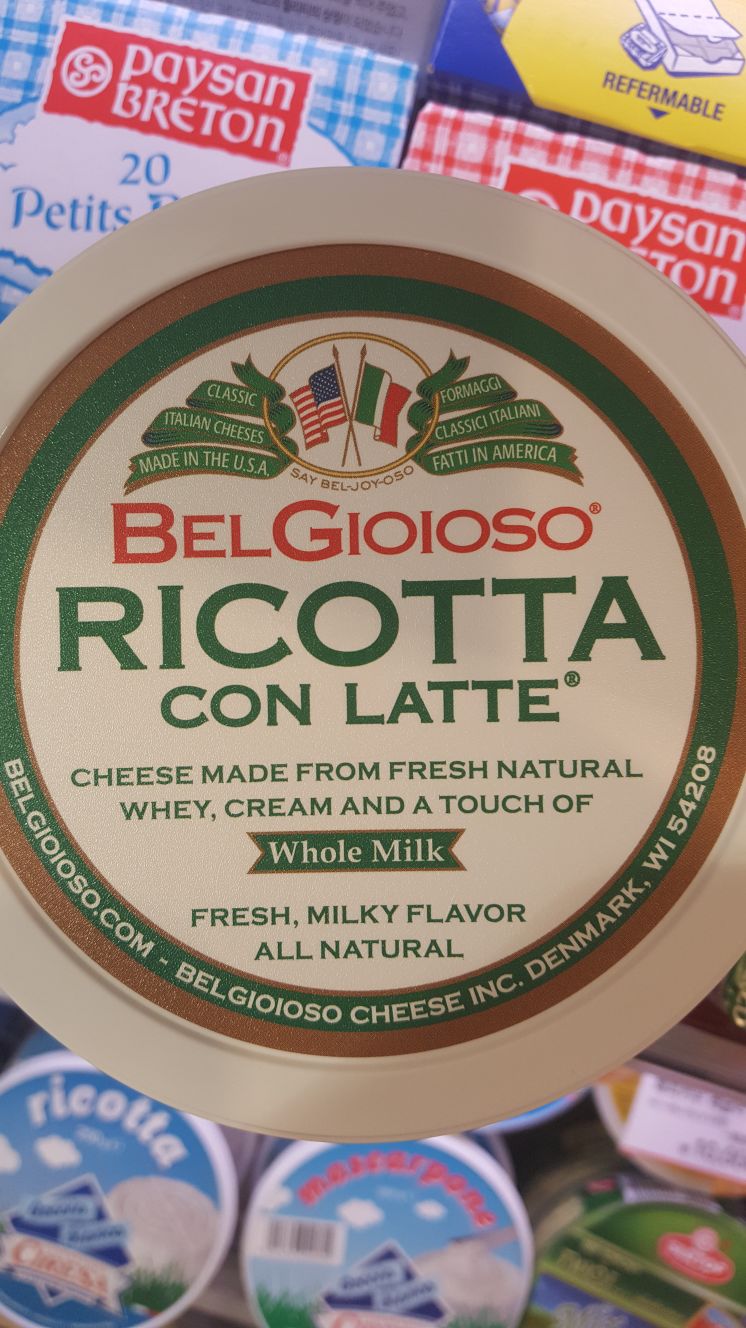 paysan
BRETON
20
Petits
REFERMABLE
paysan
TON
CLASSIC
ITALIAN CHEESES
MADE IN THE U.S.A.
FORMAGGI
CLASSICI ITALIANI
FATTI IN AMERICA
SAY BEL-JOY-OSO
BELGIOIOSO®
RICOTTA
CON LATTE®
CHEESE MADE FROM FRESH NATURAL
WHEY, CREAM AND A TOUCH OF
Whole Milk
FRESH, MILKY FLAVOR
ALL NATURAL
BELGIOIOSO.COM - BELGIOIOSO CHEESE INC. DENMARK, WI 54208
ricotta
mascarpone